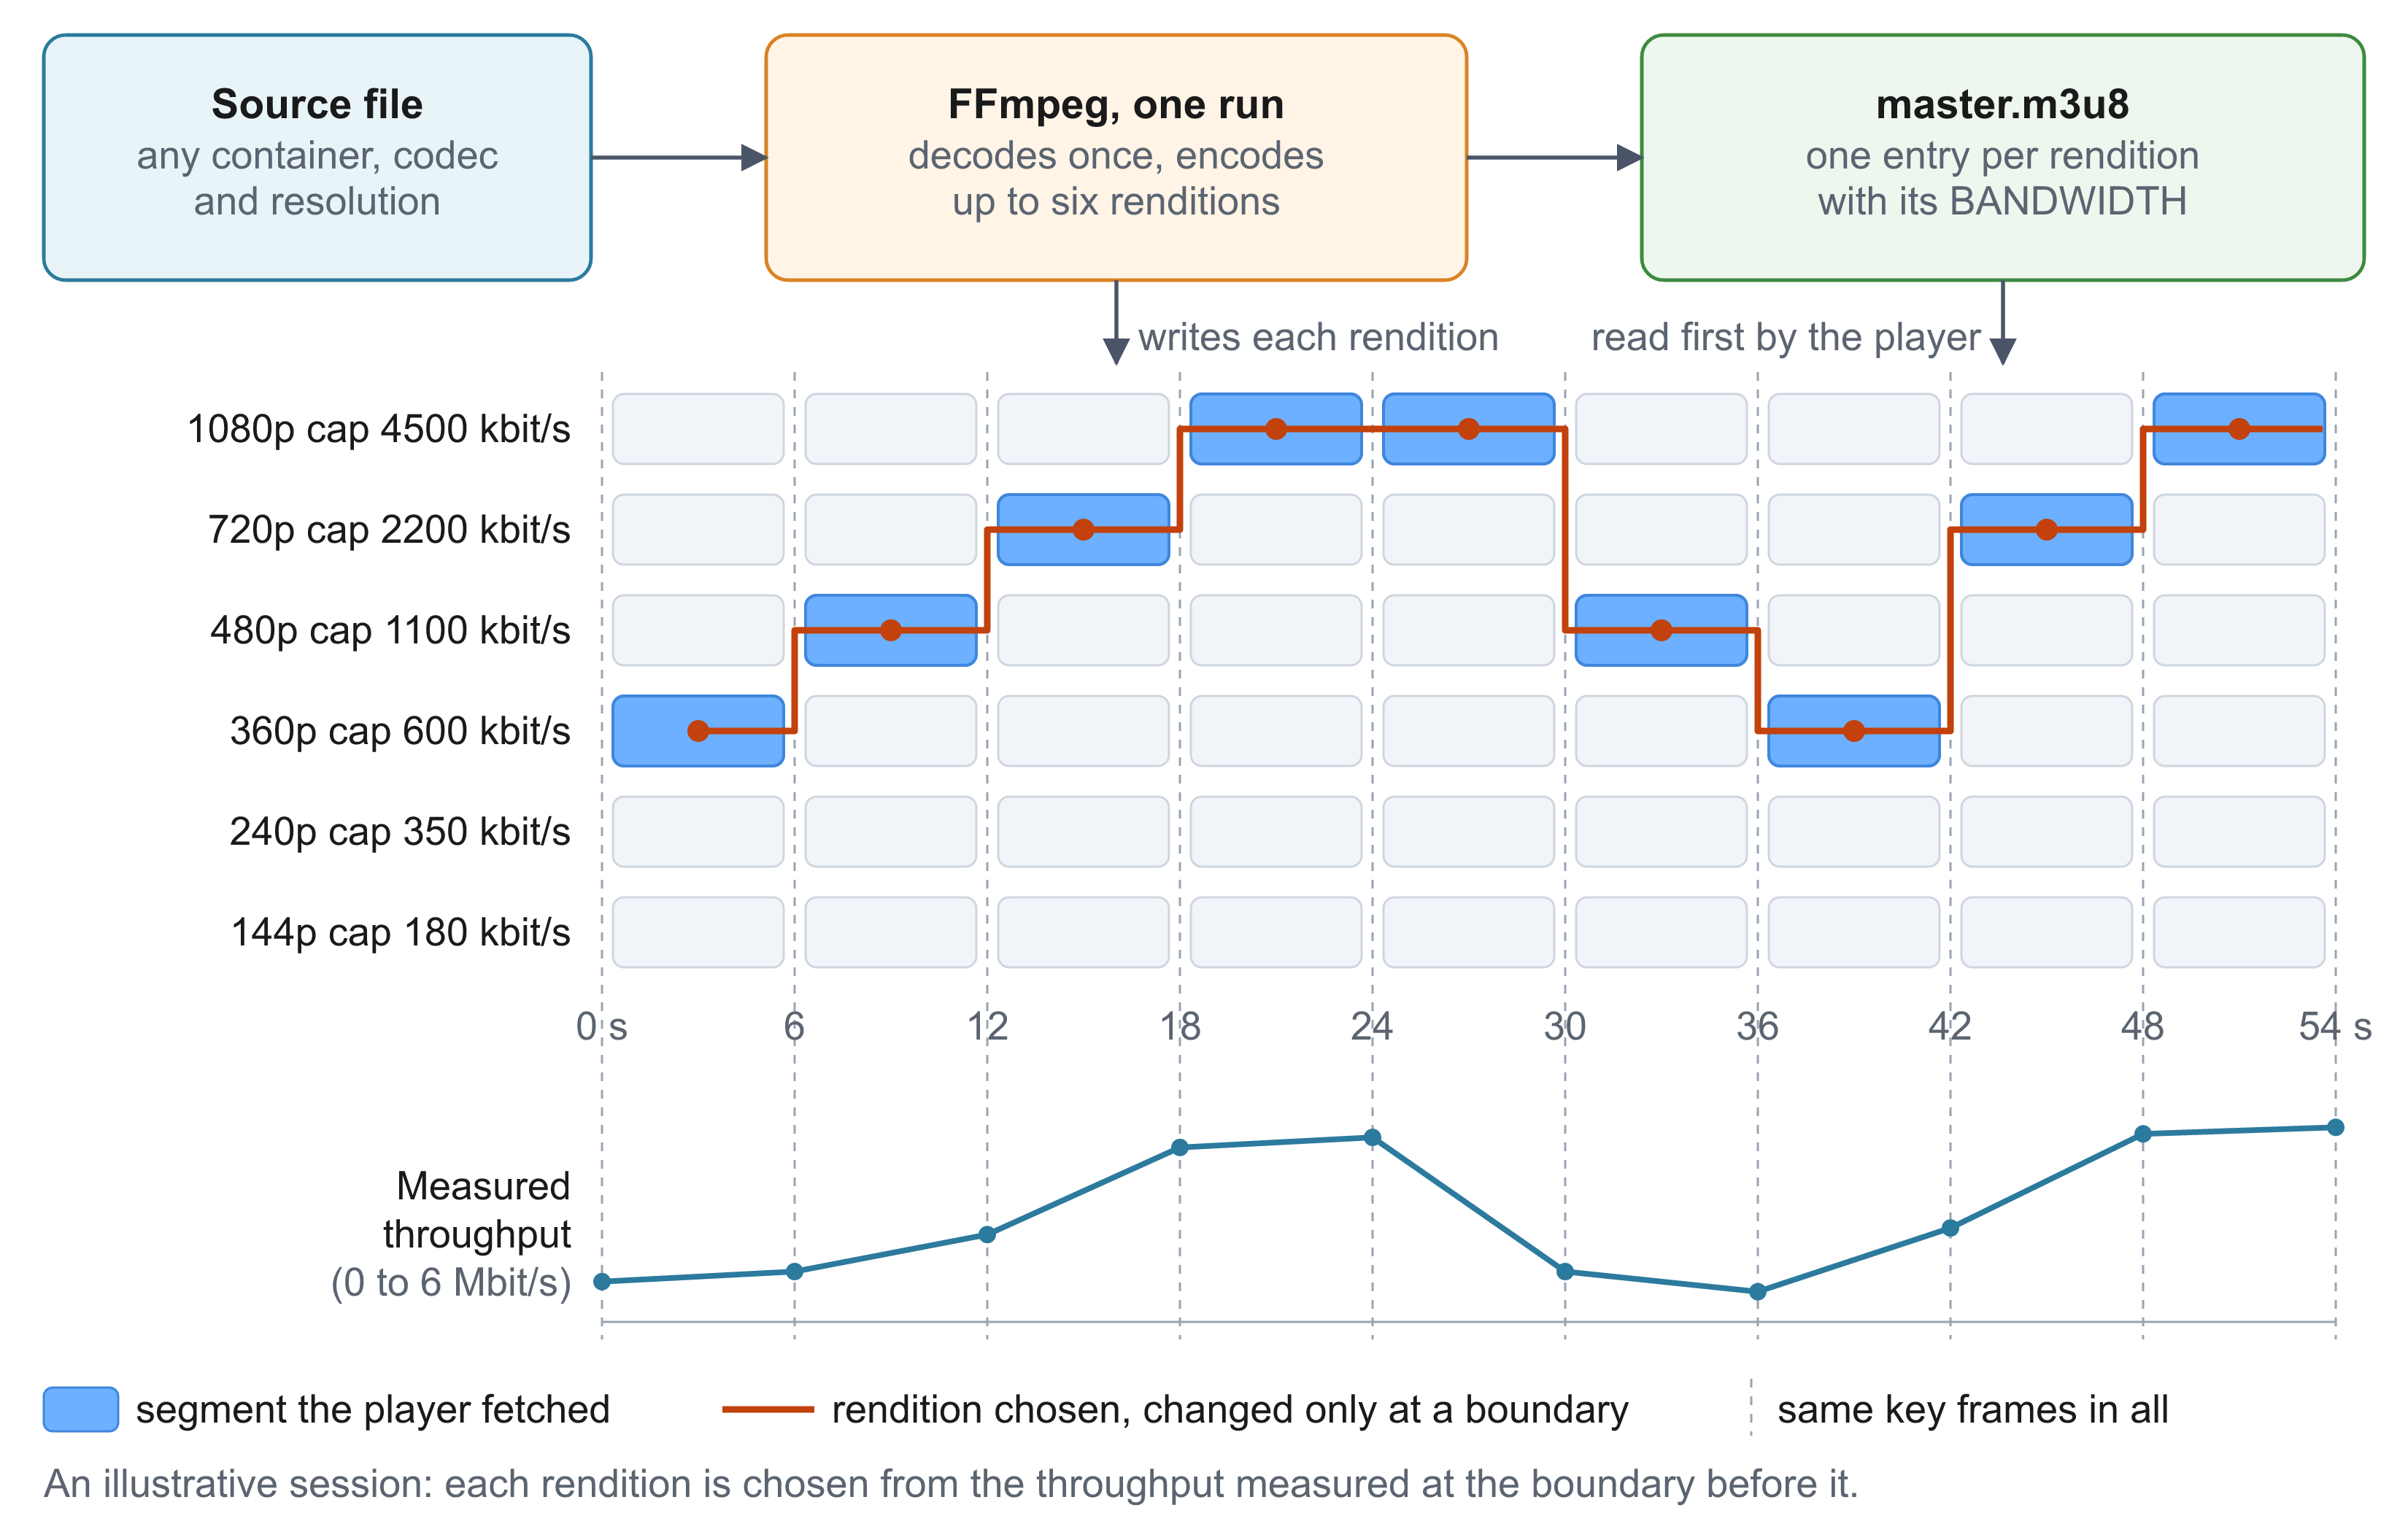 Source file
any container, codec
and resolution
FFmpeg, one run
decodes once, encodes
up to six renditions
master.m3u8
one entry per rendition
with its BANDWIDTH
writes each rendition
read first by the player
1080p cap 4500 kbit/s
720p cap 2200 kbit/s
480p cap 1100 kbit/s
360p cap 600 kbit/s
240p cap 350 kbit/s
144p cap 180 kbit/s
0 s 6 12 18 24 30 36 42 48 54 s
Measured
throughput
(0 to 6 Mbit/s)
segment the player fetched
rendition chosen, changed only at a boundary
same key frames in all
An illustrative session: each rendition is chosen from the throughput measured at the boundary before it.